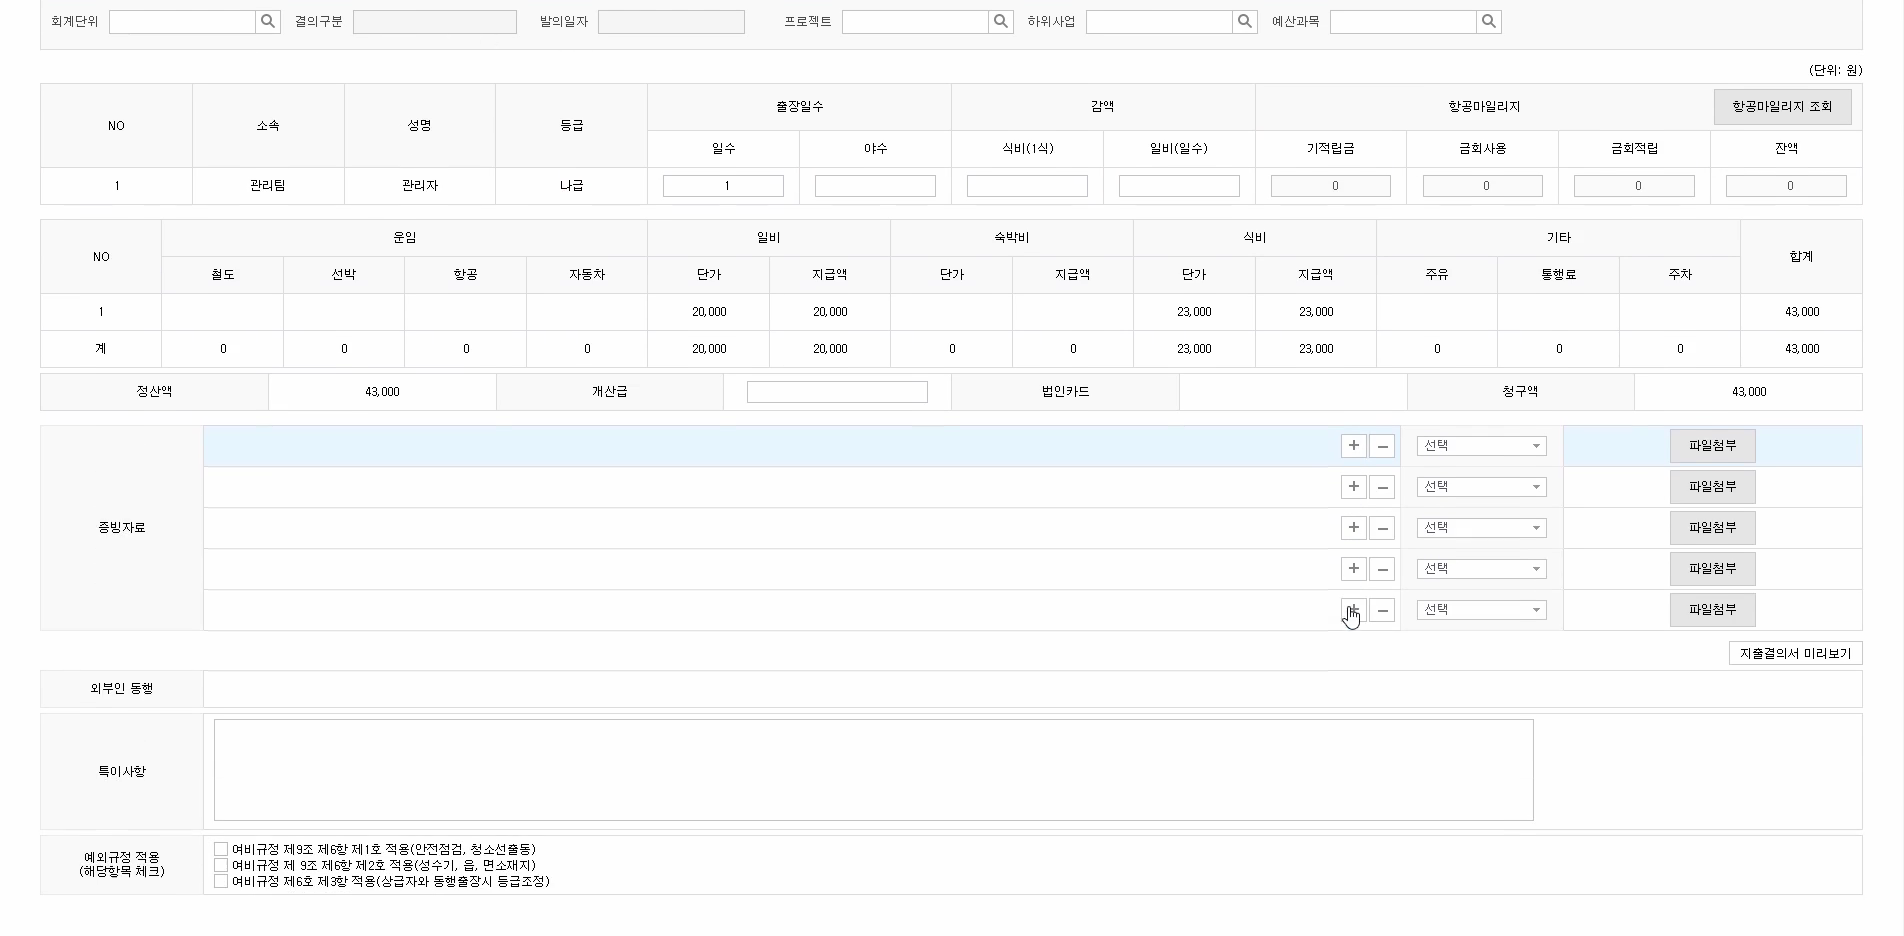 회계단위 결의구분 발의일자 프로젝트 하위사업 예산과목
(단위: 원)
NO 소속 성명 등급 출장일수 감액 항공마일리지 항공마일리지 조회
일수 야수 식비(1식) 일비(일수) 기적립금 금회사용 금회적립 잔액
1 관리팀 관리자 나급 1 0 0 0 0
NO 운임 일비 숙박비 식비 기타 합계
철도 선박 항공 자동차 단가 지급액 단가 지급액 단가 지급액 주유 통행료 주차
1 20,000 20,000 23,000 23,000 43,000
계 0 0 0 0 20,000 20,000 0 0 23,000 23,000 0 0 0 43,000
정산액 43,000 개산급 법인카드 청구액 43,000
증빙자료
+ − 선택 파일첨부
+ − 선택 파일첨부
+ − 선택 파일첨부
+ − 선택 파일첨부
+ − 선택 파일첨부
지출결의서 미리보기
외부인 동행
특이사항
예외규정 적용
(해당항목 체크)
여비규정 제9조 제6항 제1호 적용(안전점검, 청소선출동)
여비규정 제 9조 제6항 제2호 적용(성수기, 읍, 면소재지)
여비규정 제6호 제3항 적용(상급자와 동행출장시 등급조정)